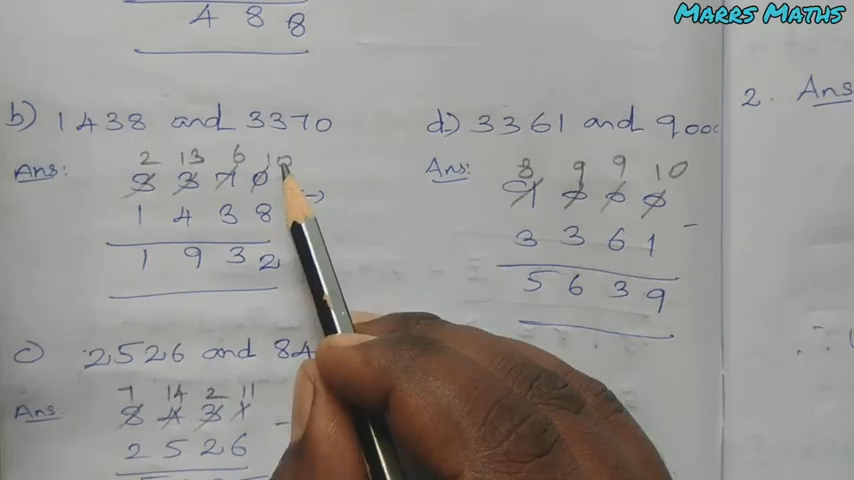 MARRS MATHS
4 8 8
b) 1438 and 3370
Ans:
2 13 6 10
3 3 7 0 -
1 4 3 8
1 9 3 2
d) 3361 and 9000
Ans:
8 9 9 10
9 0 0 0 -
3 3 6 1
5 6 3 9
2. Ans
c) 2526 and 84
Ans.
7 14 2 11
8 4 3 1 -
2 5 2 6